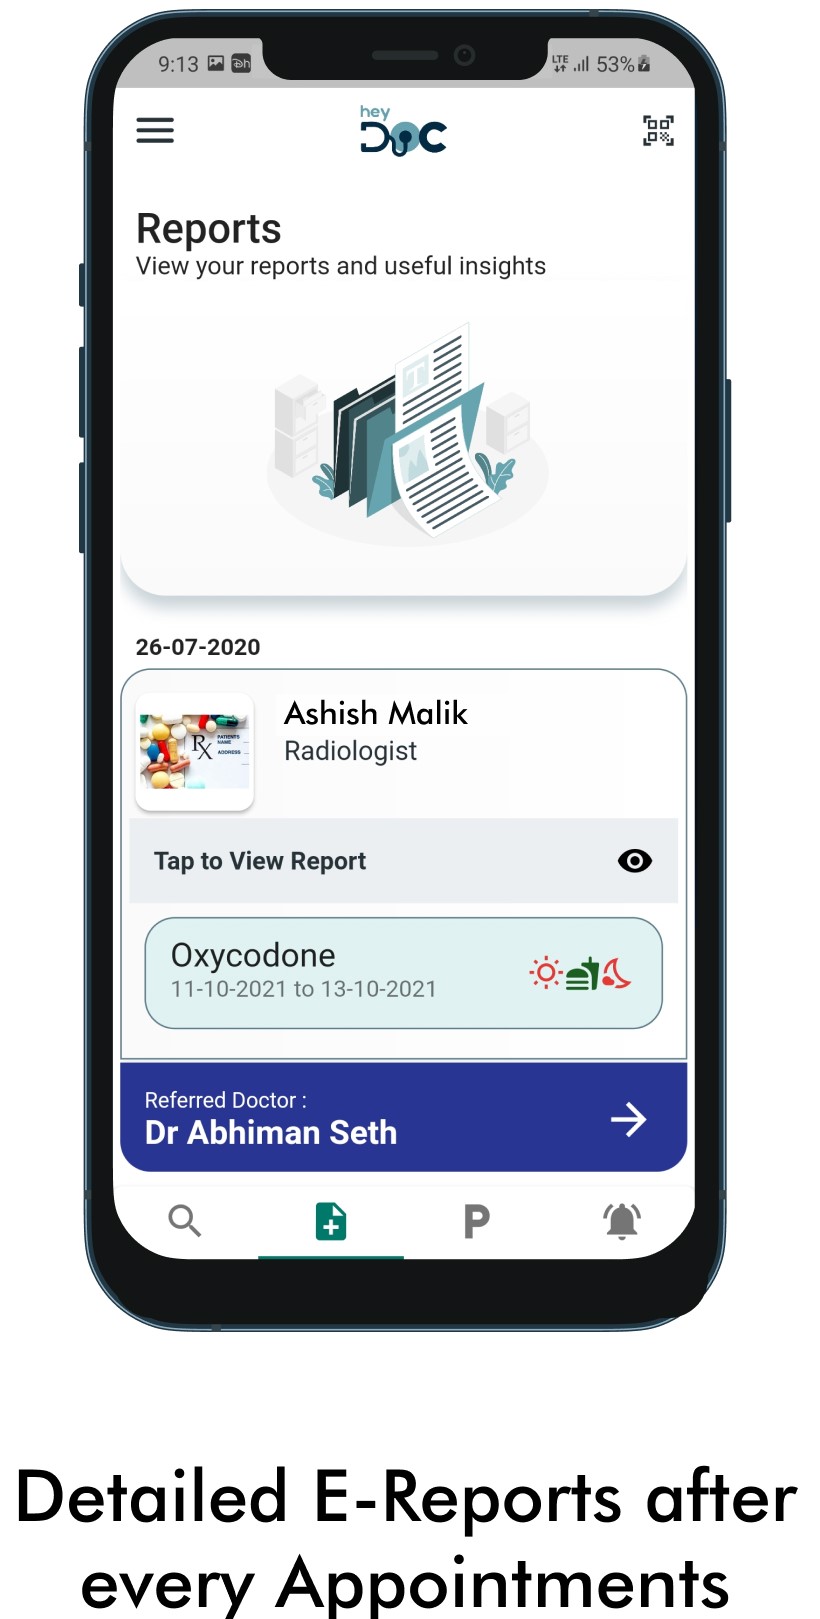 9:13 Dh LTE 53%
hey
DOC
Reports
View your reports and useful insights
T
26-07-2020
Ashish Malik
Radiologist
RX PATIENTS
NAME
ADDRESS
Tap to View Report
Oxycodone
11-10-2021 to 13-10-2021
Referred Doctor :
Dr Abhiman Seth
P
Detailed E-Reports after
every Appointments